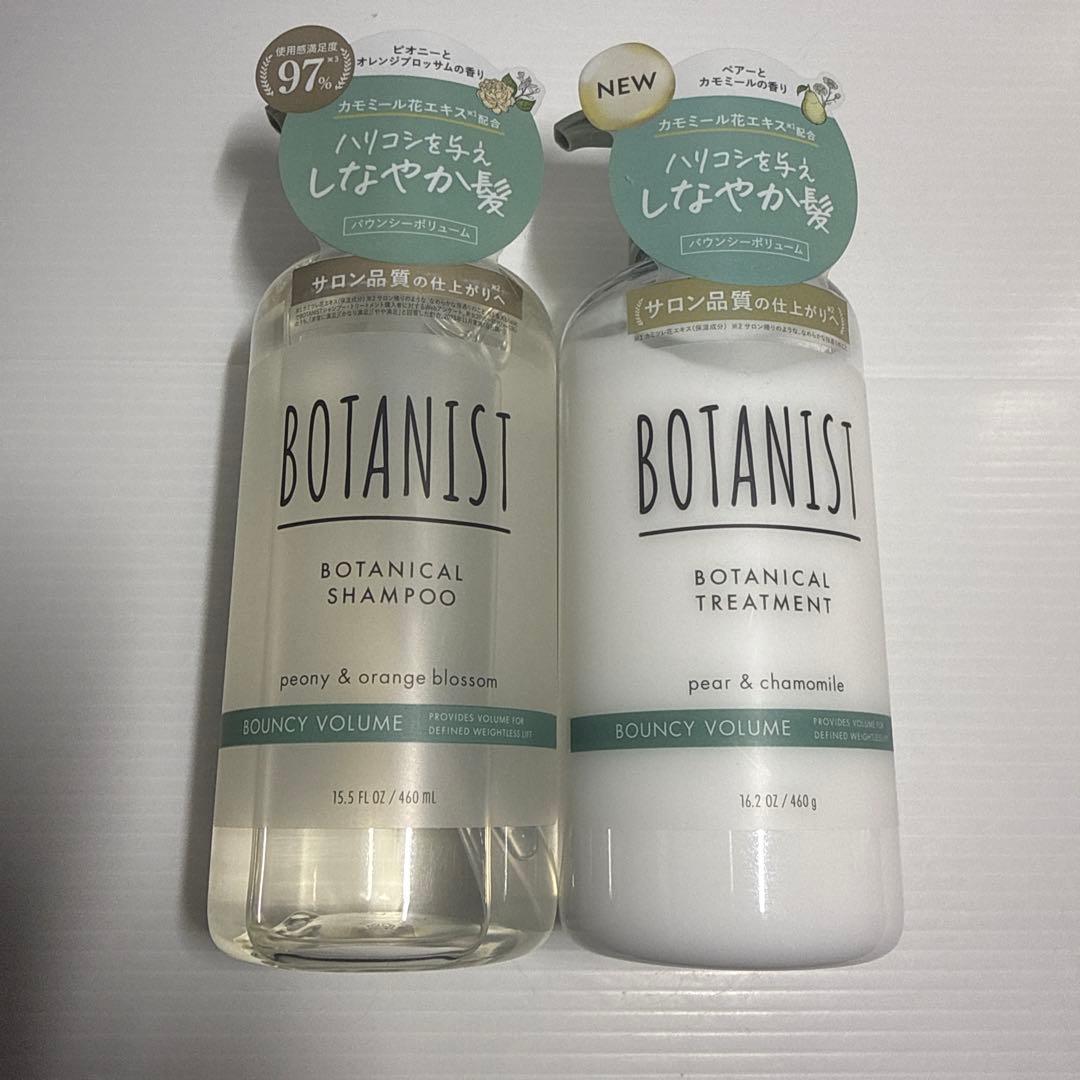 使用感満足度
97%※3
ピオニーと
オレンジブロッサムの香り
カモミール花エキス※1配合
ハリコシを与え
しなやか髪
バウンシーボリューム
サロン品質の仕上がりへ※2
BOTANIST
BOTANICAL
SHAMPOO
peony & orange blossom
BOUNCY VOLUME
PROVIDES VOLUME FOR
DEFINED WEIGHTLESS LIFT
15.5 FL OZ / 460 mL
NEW
ペアーと
カモミールの香り
カモミール花エキス※1配合
ハリコシを与え
しなやか髪
バウンシーボリューム
サロン品質の仕上がりへ※2
BOTANIST
BOTANICAL
TREATMENT
pear & chamomile
BOUNCY VOLUME
PROVIDES VOLUME FOR
DEFINED WEIGHTLESS LIFT
16.2 OZ / 460 g